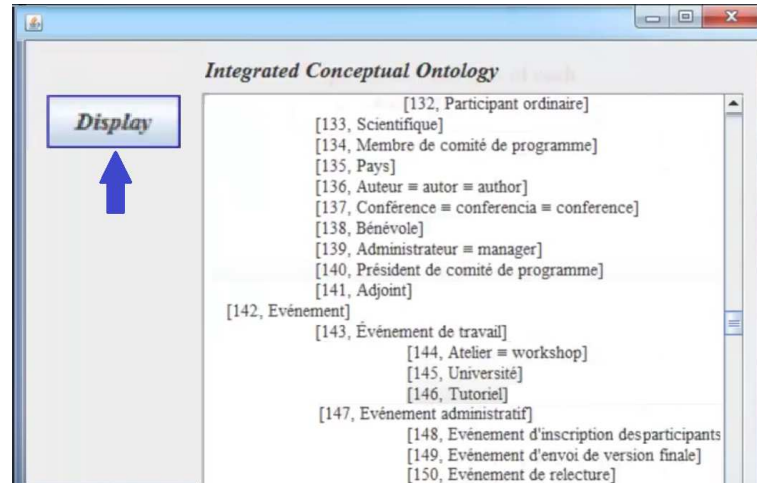 Integrated Conceptual Ontology
Display
[132, Participant ordinaire]
[133, Scientifique]
[134, Membre de comité de programme]
[135, Pays]
[136, Auteur ≡ autor ≡ author]
[137, Conférence ≡ conferencia ≡ conference]
[138, Bénévole]
[139, Administrateur ≡ manager]
[140, Président de comité de programme]
[141, Adjoint]
[142, Evénement]
[143, Événement de travail]
[144, Atelier ≡ workshop]
[145, Université]
[146, Tutoriel]
[147, Evénement administratif]
[148, Evénement d'inscription desparticipants
[149, Evénement d'envoi de version finale]
[150, Evénement de relecture]